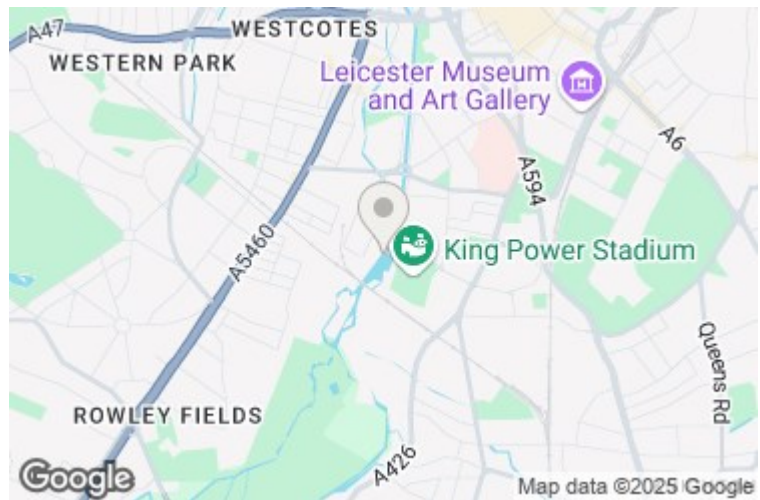 A47
WESTCOTES
WESTERN PARK
Leicester Museum
and Art Gallery
A6
A594
A5460
King Power Stadium
Queens Rd
ROWLEY FIELDS
A426
Google
Map data ©2025 Google